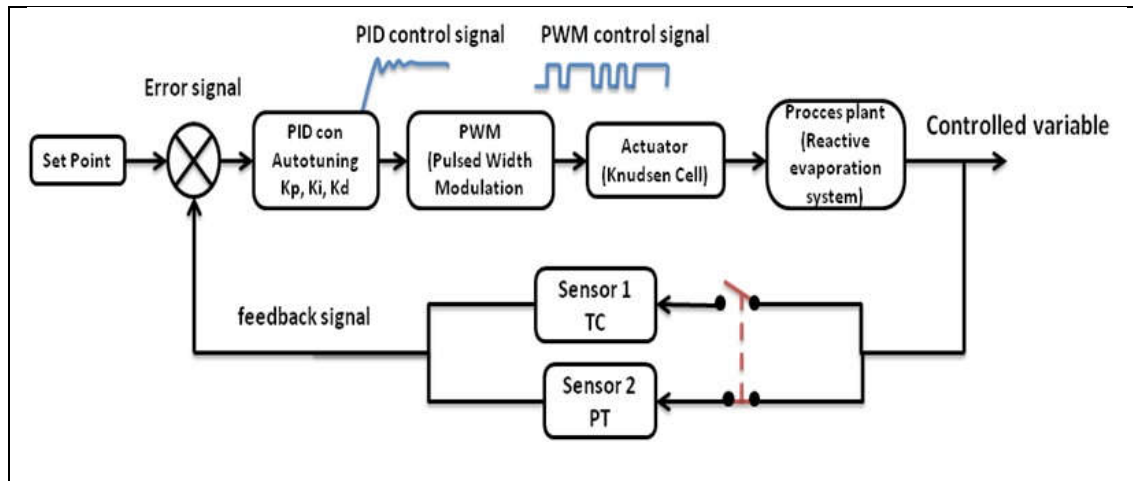 PID control signal
PWM control signal
Error signal
Set Point
PID con
Autotuning
Kp, Ki, Kd
PWM
(Pulsed Width
Modulation
Actuator
(Knudsen Cell)
Procces plant
(Reactive
evaporation
system)
Controlled variable
feedback signal
Sensor 1
TC
Sensor 2
PT